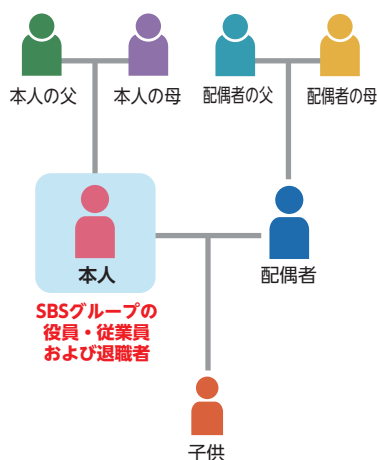 本人の父
本人の母
配偶者の父
配偶者の母
本人
配偶者
SBSグループの
役員・従業員
および退職者
子供